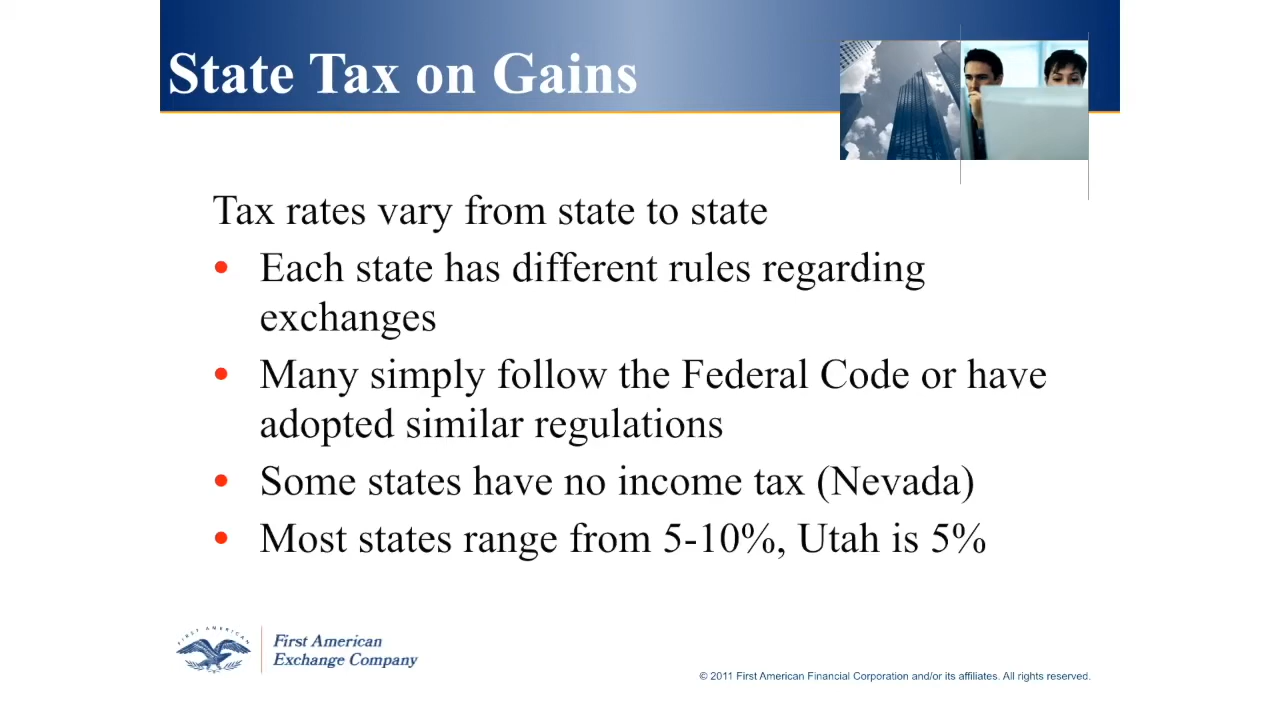 State Tax on Gains
Tax rates vary from state to state
• Each state has different rules regarding
exchanges
• Many simply follow the Federal Code or have
adopted similar regulations
• Some states have no income tax (Nevada)
• Most states range from 5-10%, Utah is 5%
FIRST AMERICAN
First American
Exchange Company
© 2011 First American Financial Corporation and/or its affiliates. All rights reserved.